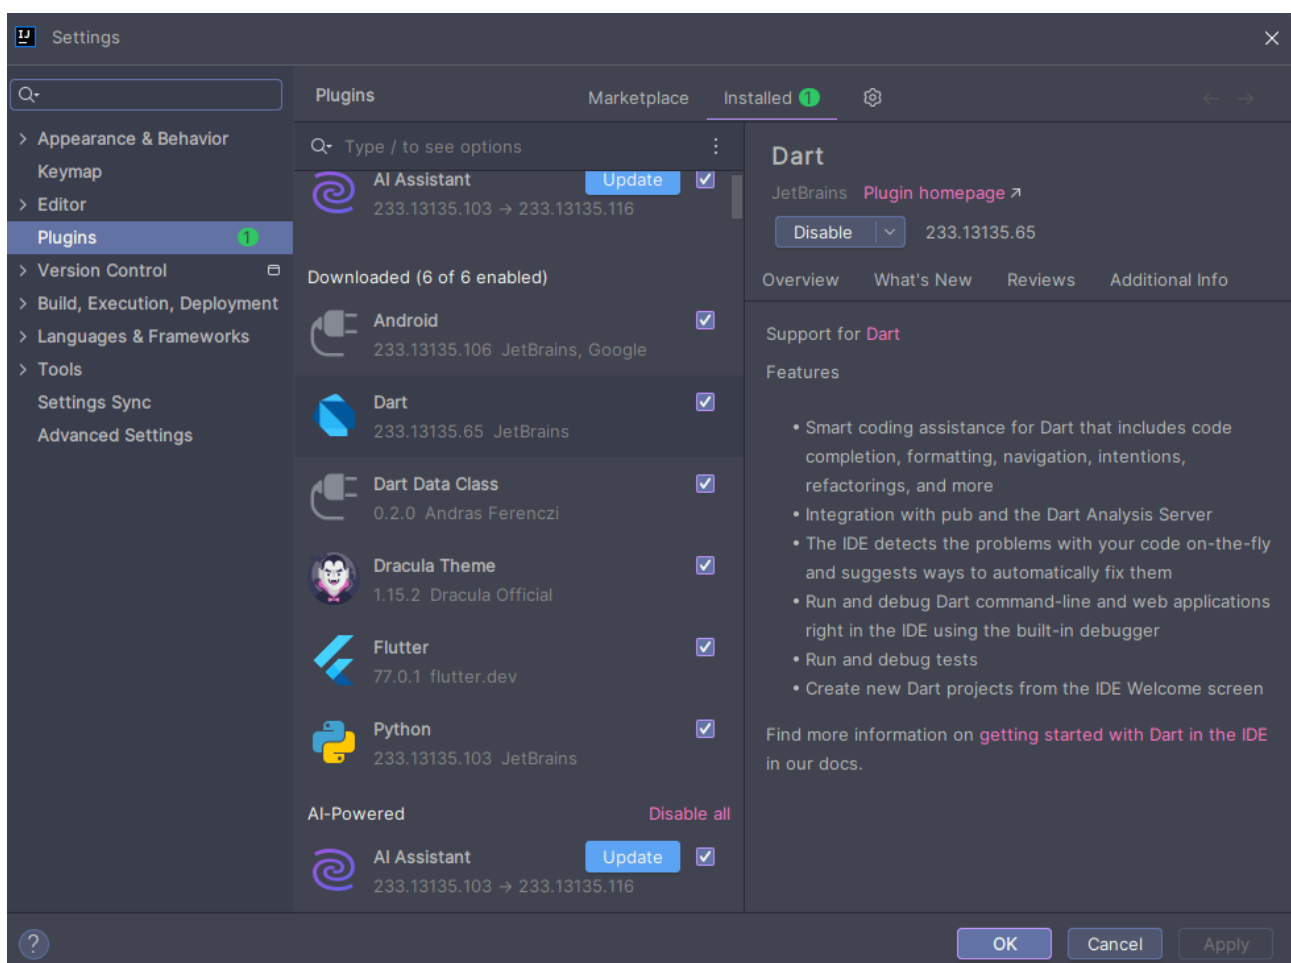 Settings
Appearance & Behavior
Keymap
Editor
Plugins 1
Version Control
Build, Execution, Deployment
Languages & Frameworks
Tools
Settings Sync
Advanced Settings
Plugins
Marketplace
Installed 1
Type / to see options
AI Assistant
Update
233.13135.103 → 233.13135.116
Downloaded (6 of 6 enabled)
Android
233.13135.106 JetBrains, Google
Dart
233.13135.65 JetBrains
Dart Data Class
0.2.0 Andras Ferenczi
Dracula Theme
1.15.2 Dracula Official
Flutter
77.0.1 flutter.dev
Python
233.13135.103 JetBrains
AI-Powered
Disable all
AI Assistant
Update
233.13135.103 → 233.13135.116
Dart
JetBrains Plugin homepage ↗
Disable
233.13135.65
Overview
What's New
Reviews
Additional Info
Support for Dart
Features
• Smart coding assistance for Dart that includes code
completion, formatting, navigation, intentions,
refactorings, and more
• Integration with pub and the Dart Analysis Server
• The IDE detects the problems with your code on-the-fly
and suggests ways to automatically fix them
• Run and debug Dart command-line and web applications
right in the IDE using the built-in debugger
• Run and debug tests
• Create new Dart projects from the IDE Welcome screen
Find more information on getting started with Dart in the IDE
in our docs.
?
OK
Cancel
Apply